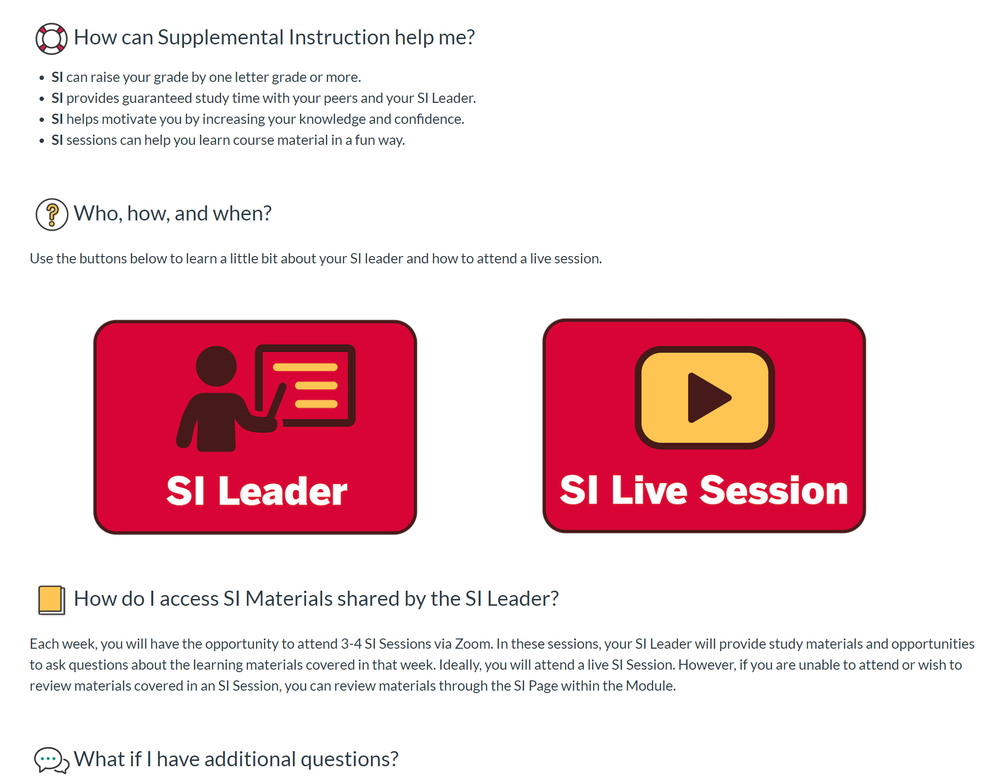 How can Supplemental Instruction help me?
SI can raise your grade by one letter grade or more.
SI provides guaranteed study time with your peers and your SI Leader.
SI helps motivate you by increasing your knowledge and confidence.
SI sessions can help you learn course material in a fun way.
Who, how, and when?
Use the buttons below to learn a little bit about your SI leader and how to attend a live session.
SI Leader
SI Live Session
How do I access SI Materials shared by the SI Leader?
Each week, you will have the opportunity to attend 3-4 SI Sessions via Zoom. In these sessions, your SI Leader will provide study materials and opportunities
to ask questions about the learning materials covered in that week. Ideally, you will attend a live SI Session. However, if you are unable to attend or wish to
review materials covered in an SI Session, you can review materials through the SI Page within the Module.
What if I have additional questions?